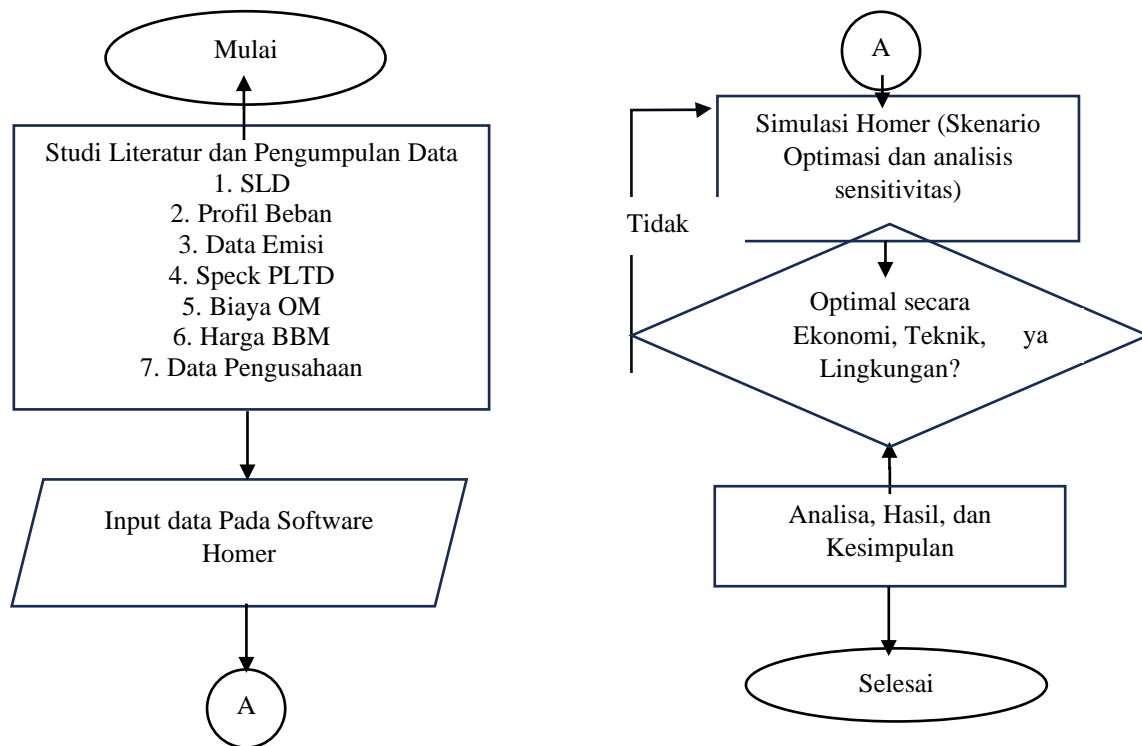 Mulai
Studi Literatur dan Pengumpulan Data
1. SLD
2. Profil Beban
3. Data Emisi
4. Speck PLTD
5. Biaya OM
6. Harga BBM
7. Data Pengusahaan
Input data Pada Software
Homer
A
A
Simulasi Homer (Skenario
Optimasi dan analisis
sensitivitas)
Tidak
Optimal secara
Ekonomi, Teknik,
Lingkungan?
ya
Analisa, Hasil, dan
Kesimpulan
Selesai